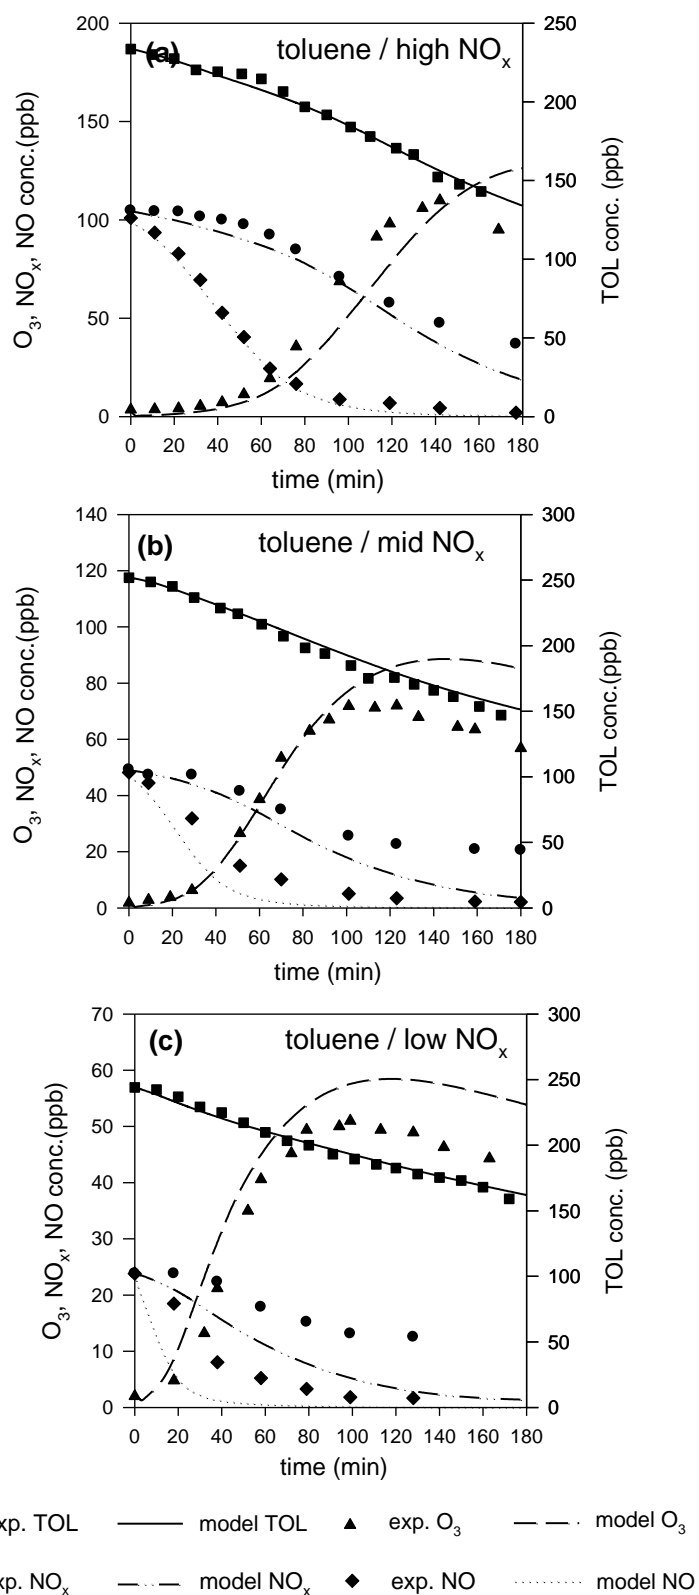 (a) toluene / high NOx
200
150
100
50
0
250
200
150
100
50
0
O3, NOx, NO conc.(ppb)
TOL conc. (ppb)
0 20 40 60 80 100 120 140 160 180
time (min)
(b) toluene / mid NOx
140
120
100
80
60
40
20
0
300
250
200
150
100
50
0
O3, NOx, NO conc.(ppb)
TOL conc.(ppb)
0 20 40 60 80 100 120 140 160 180
time (min)
(c) toluene / low NOx
70
60
50
40
30
20
10
0
300
250
200
150
100
50
0
O3, NOx, NO conc.(ppb)
TOL conc. (ppb)
0 20 40 60 80 100 120 140 160 180
time (min)
xp. TOL model TOL exp. O3 model O3
xp. NOx model NOx exp. NO model NO